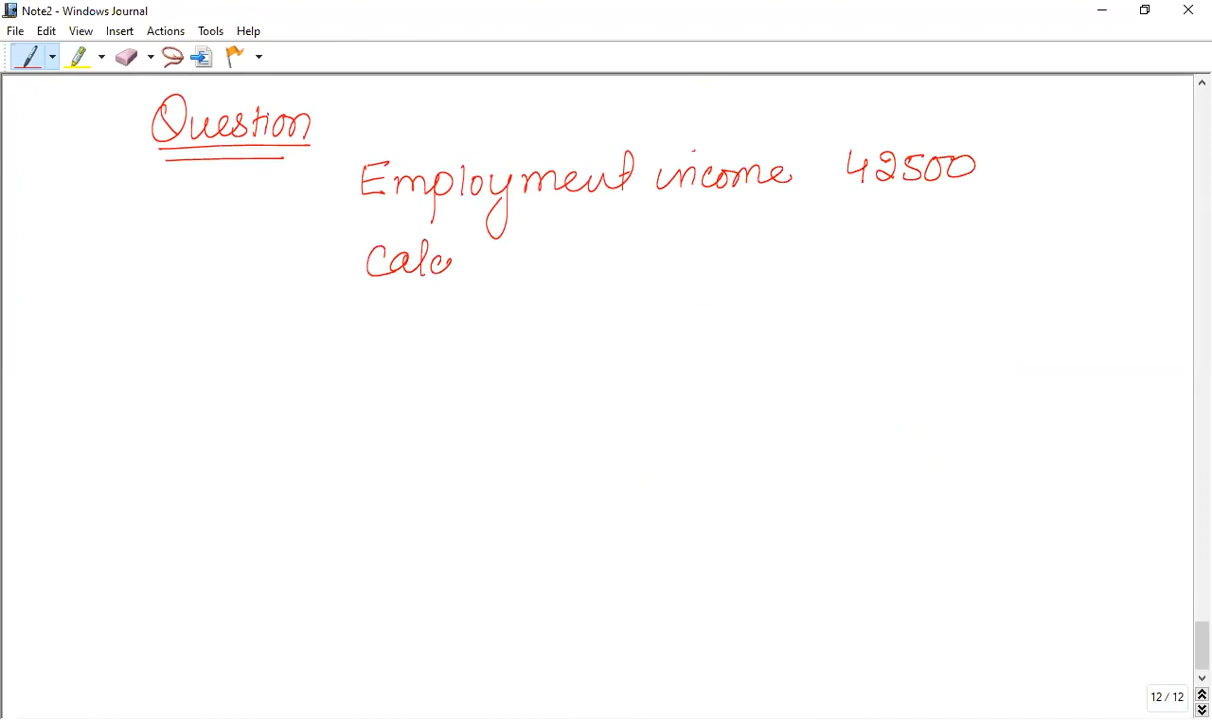 Note2 - Windows Journal
File Edit View Insert Actions Tools Help
Question
Employment income 42500
Calc
12 / 12